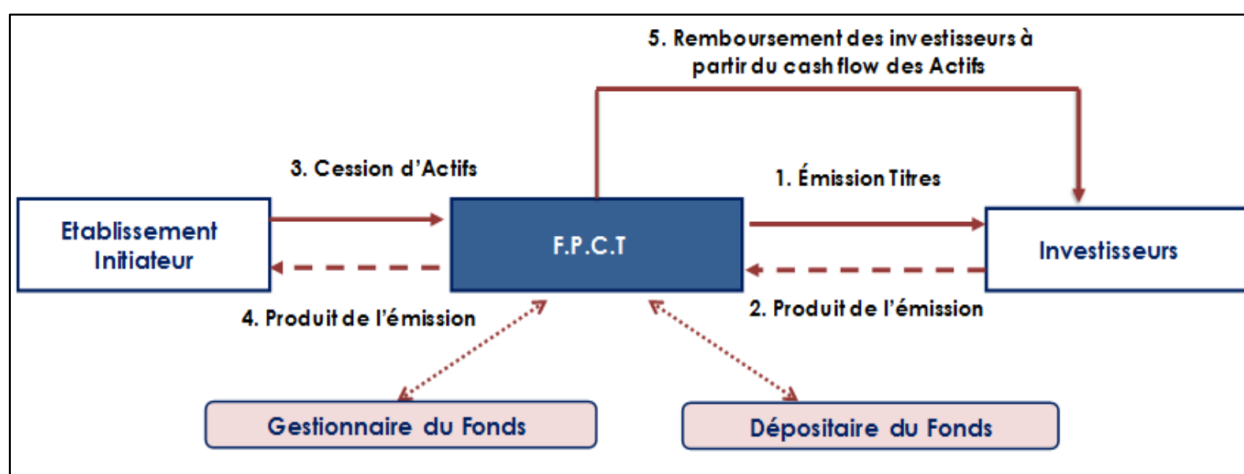 5. Remboursement des investisseurs à
partir du cash flow des Actifs
3. Cession d'Actifs
1. Émission Titres
Etablissement
Initiateur
F.P.C.T
Investisseurs
4. Produit de l'émission
2. Produit de l'émission
Gestionnaire du Fonds
Dépositaire du Fonds